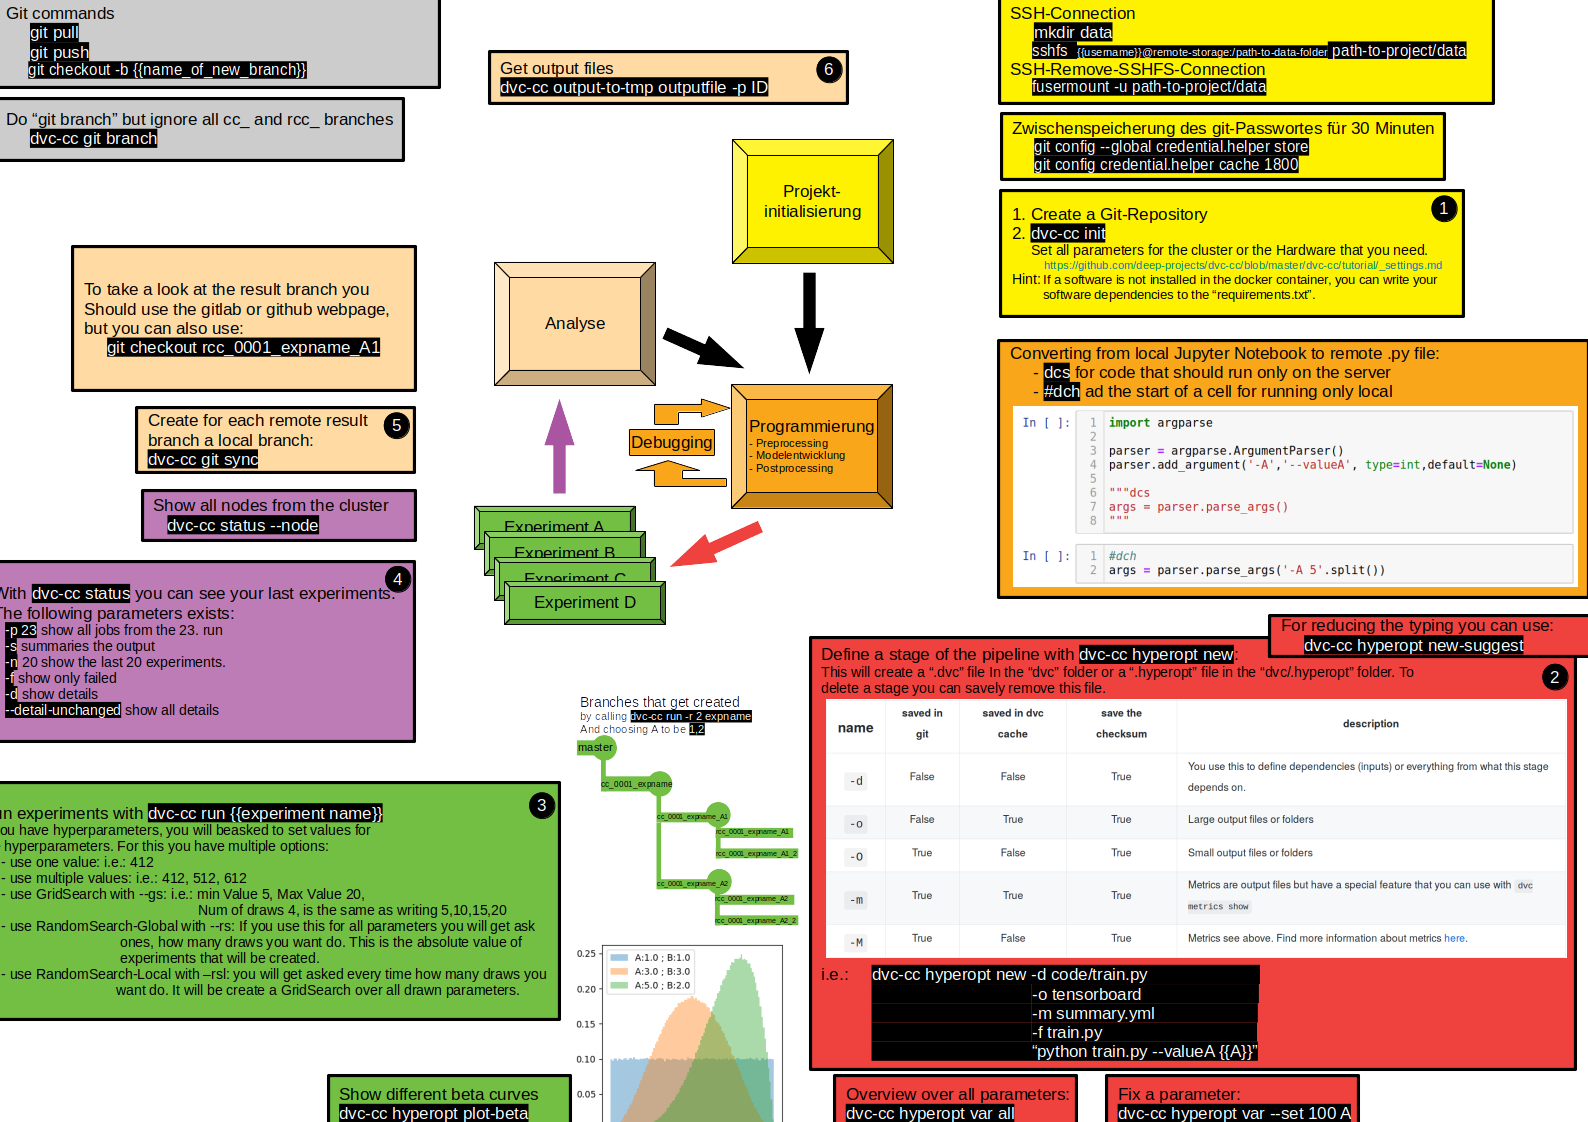 Git commands
git pull
git push
git checkout -b {{name_of_new_branch}}
Do “git branch” but ignore all cc_ and rcc_ branches
dvc-cc git branch
Get output files
dvc-cc output-to-tmp outputfile -p ID
6
SSH-Connection
mkdir data
sshfs {{username}}@remote-storage:/path-to-data-folder path-to-project/data
SSH-Remove-SSHFS-Connection
fusermount -u path-to-project/data
Zwischenspeicherung des git-Passwortes für 30 Minuten
git config --global credential.helper store
git config credential.helper cache 1800
1
1. Create a Git-Repository
2. dvc-cc init
Set all parameters for the cluster or the Hardware that you need.
https://github.com/deep-projects/dvc-cc/blob/master/dvc-cc/tutorial/_settings.md
Hint: If a software is not installed in the docker container, you can write your
software dependencies to the “requirements.txt”.
Projekt-
initialisierung
Analyse
Programmierung
- Preprocessing
- Modelentwicklung
- Postprocessing
Debugging
Experiment A
Experiment B
Experiment C
Experiment D
To take a look at the result branch you
Should use the gitlab or github webpage,
but you can also use:
git checkout rcc_0001_expname_A1
Create for each remote result
branch a local branch:
dvc-cc git sync
5
Show all nodes from the cluster
dvc-cc status --node
4
With dvc-cc status you can see your last experiments.
The following parameters exists:
-p 23 show all jobs from the 23. run
-s summaries the output
-n 20 show the last 20 experiments.
-f show only failed
-d show details
--detail-unchanged show all details
Converting from local Jupyter Notebook to remote .py file:
- dcs for code that should run only on the server
- #dch ad the start of a cell for running only local
In [ ]: 1 import argparse
2
3 parser = argparse.ArgumentParser()
4 parser.add_argument('-A','--valueA', type=int,default=None)
5
6 """dcs
7 args = parser.parse_args()
8 """
In [ ]: 1 #dch
2 args = parser.parse_args('-A 5'.split())
For reducing the typing you can use:
dvc-cc hyperopt new-suggest
2
Define a stage of the pipeline with dvc-cc hyperopt new:
This will create a “.dvc” file In the “dvc” folder or a “.hyperopt” file in the “dvc/.hyperopt” folder. To
delete a stage you can savely remove this file.
name saved in git saved in dvc cache save the checksum description
-d False False True You use this to define dependencies (inputs) or everything from what this stage
depends on.
-o False True True Large output files or folders
-O True False True Small output files or folders
-m True True True Metrics are output files but have a special feature that you can use with dvc
metrics show
-M True False True Metrics see above. Find more information about metrics here.
i.e.: dvc-cc hyperopt new -d code/train.py
-o tensorboard
-m summary.yml
-f train.py
“python train.py --valueA {{A}}”
Branches that get created
by calling dvc-cc run -r 2 expname
And choosing A to be 1,2
master
cc_0001_expname
cc_0001_expname_A1
rcc_0001_expname_A1
rcc_0001_expname_A1_2
cc_0001_expname_A2
rcc_0001_expname_A2
rcc_0001_expname_A2_2
3
un experiments with dvc-cc run {{experiment name}}
ou have hyperparameters, you will beasked to set values for
hyperparameters. For this you have multiple options:
- use one value: i.e.: 412
- use multiple values: i.e.: 412, 512, 612
- use GridSearch with --gs: i.e.: min Value 5, Max Value 20,
Num of draws 4, is the same as writing 5,10,15,20
- use RandomSearch-Global with --rs: If you use this for all parameters you will get ask
ones, how many draws you want do. This is the absolute value of
experiments that will be created.
- use RandomSearch-Local with –rsl: you will get asked every time how many draws you
want do. It will be create a GridSearch over all drawn parameters.
0.25
0.20
0.15
0.10
0.05
A:1.0 ; B:1.0
A:3.0 ; B:3.0
A:5.0 ; B:2.0
Show different beta curves
dvc-cc hyperopt plot-beta
Overview over all parameters:
dvc-cc hyperopt var all
Fix a parameter:
dvc-cc hyperopt var --set 100 A